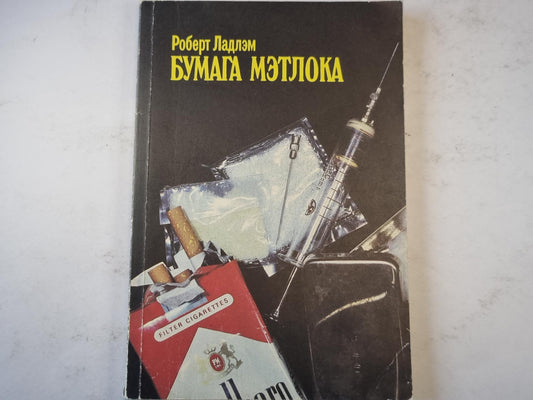 Роберт Ладлэм
БУМАГА МЭТЛОКА
FILTER CIGARETTES